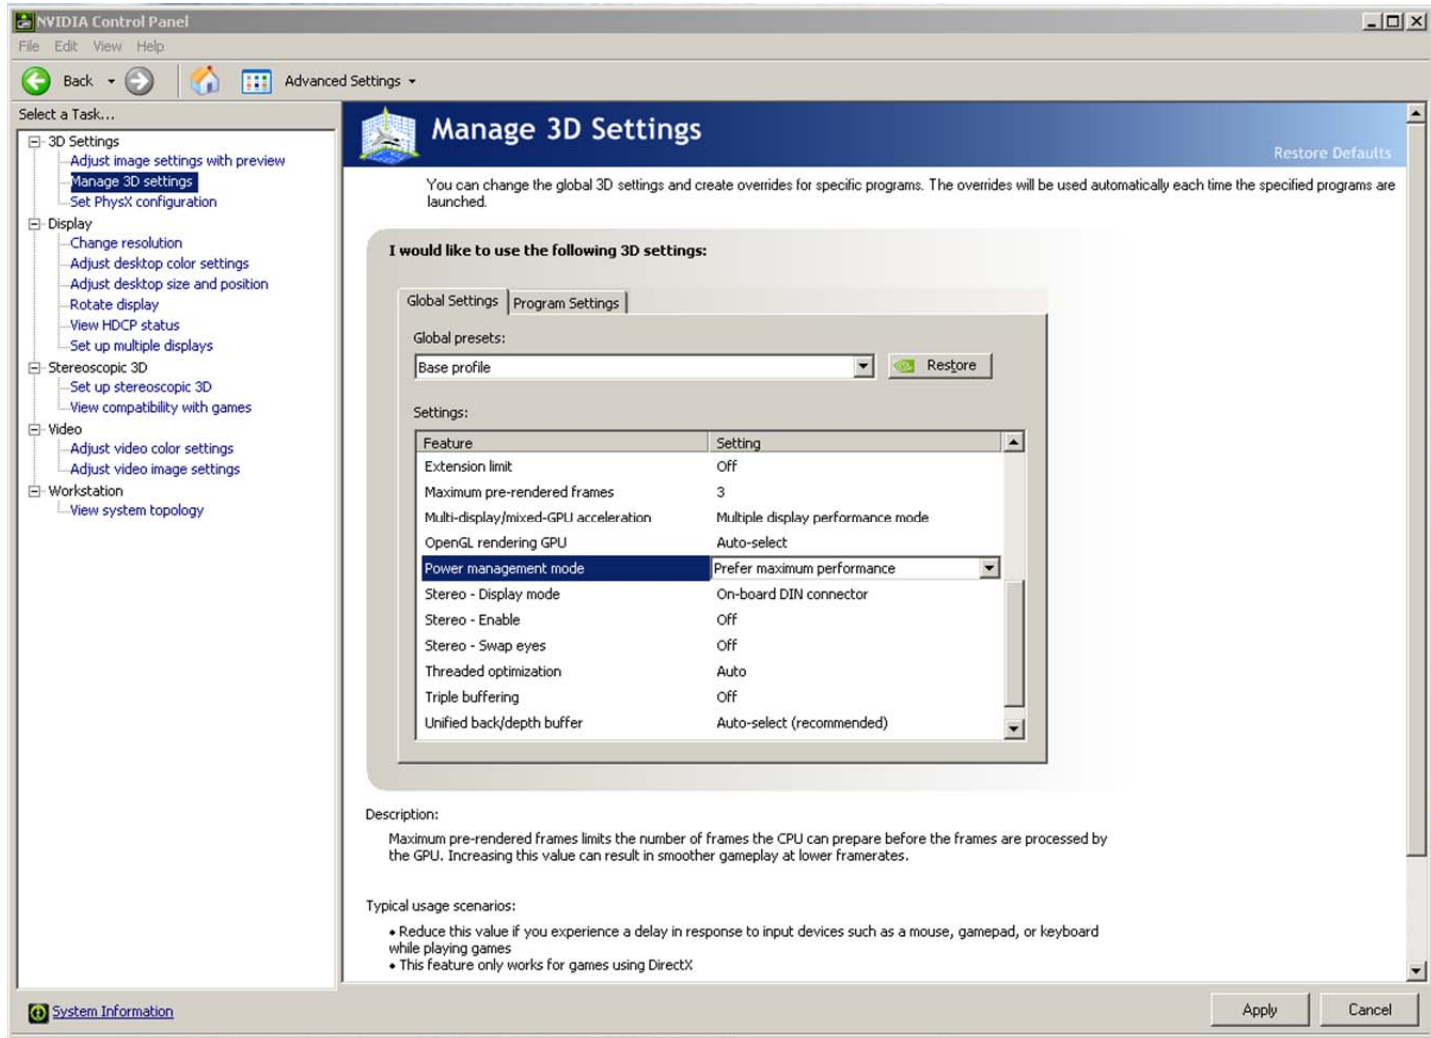 NVIDIA Control Panel
File Edit View Help
Back Advanced Settings
Select a Task...
3D Settings
Adjust image settings with preview
Manage 3D settings
Set PhysX configuration
Display
Change resolution
Adjust desktop color settings
Adjust desktop size and position
Rotate display
View HDCP status
Set up multiple displays
Stereoscopic 3D
Set up stereoscopic 3D
View compatibility with games
Video
Adjust video color settings
Adjust video image settings
Workstation
View system topology
Manage 3D Settings
Restore Defaults
You can change the global 3D settings and create overrides for specific programs. The overrides will be used automatically each time the specified programs are
launched.
I would like to use the following 3D settings:
Global Settings Program Settings
Global presets:
Base profile Restore
Settings:
Feature Setting
Extension limit Off
Maximum pre-rendered frames 3
Multi-display/mixed-GPU acceleration Multiple display performance mode
OpenGL rendering GPU Auto-select
Power management mode Prefer maximum performance
Stereo - Display mode On-board DIN connector
Stereo - Enable Off
Stereo - Swap eyes Off
Threaded optimization Auto
Triple buffering Off
Unified back/depth buffer Auto-select (recommended)
Description:
Maximum pre-rendered frames limits the number of frames the CPU can prepare before the frames are processed by
the GPU. Increasing this value can result in smoother gameplay at lower framerates.
Typical usage scenarios:
• Reduce this value if you experience a delay in response to input devices such as a mouse, gamepad, or keyboard
while playing games
• This feature only works for games using DirectX
System Information
Apply Cancel